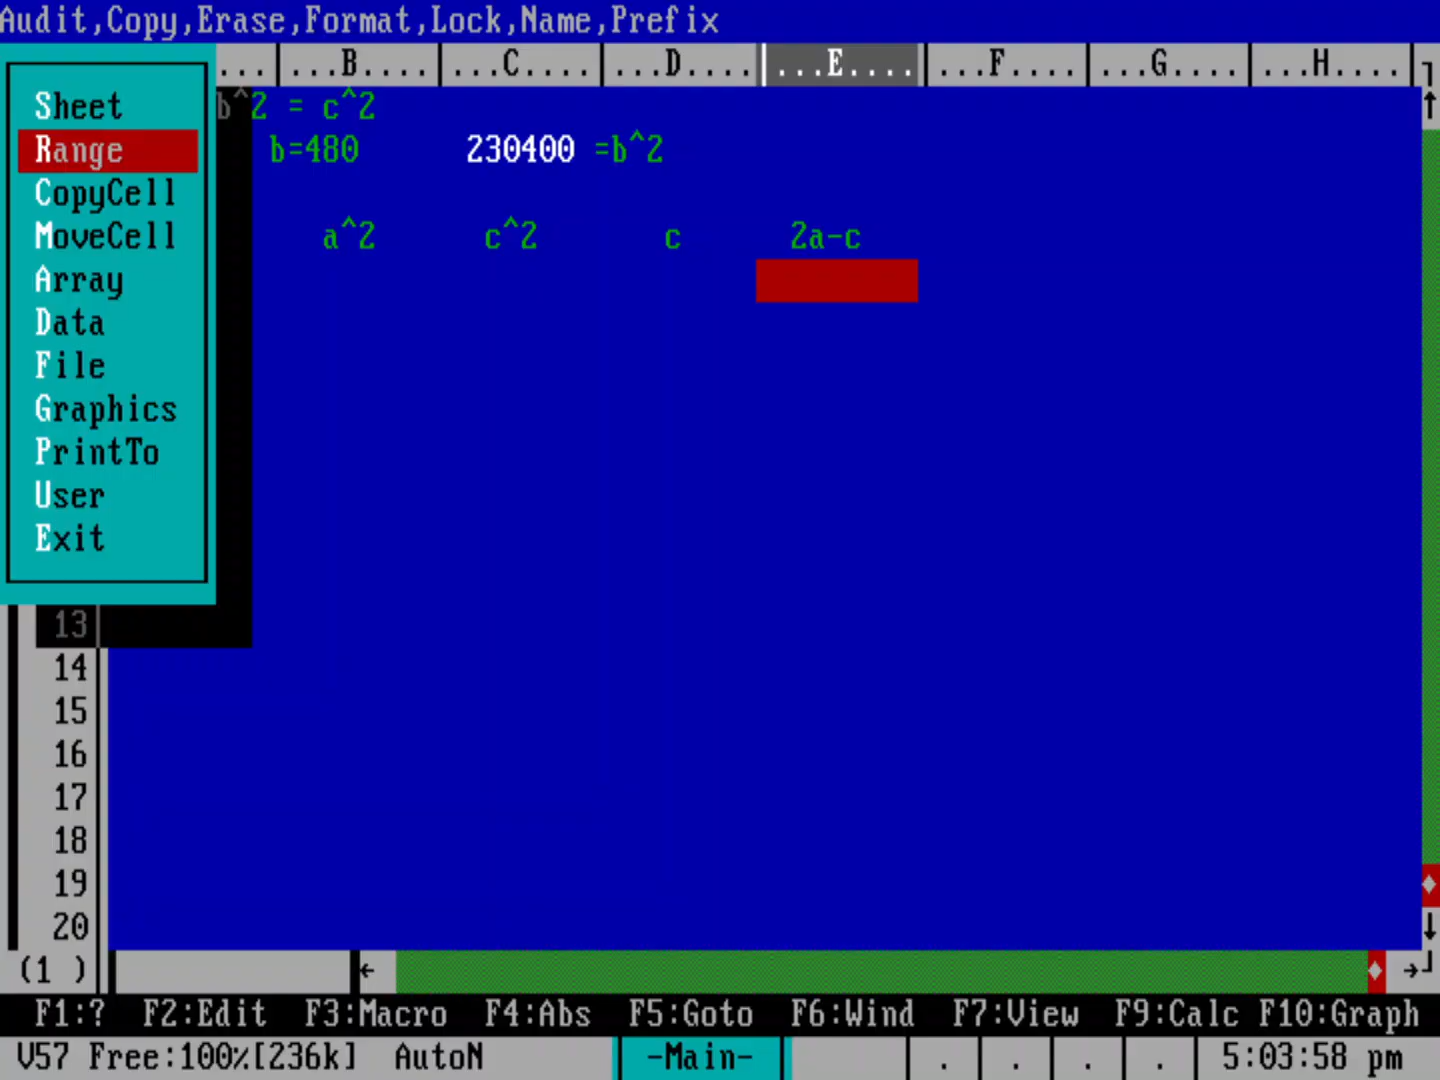 Audit,Copy,Erase,Format,Lock,Name,Prefix
... ...B.... ...C.... ...D.... ...E.... ...F.... ...G.... ...H....
Sheet b^2 = c^2
Range b=480 230400 =b^2
CopyCell
MoveCell a^2 c^2 c 2a-c
Array
Data
File
Graphics
PrintTo
User
Exit
13
14
15
16
17
18
19
20
(1 )
F1:? F2:Edit F3:Macro F4:Abs F5:Goto F6:Wind F7:View F9:Calc F10:Graph
V57 Free:100%[236k] AutoN -Main- . . . . 5:03:58 pm